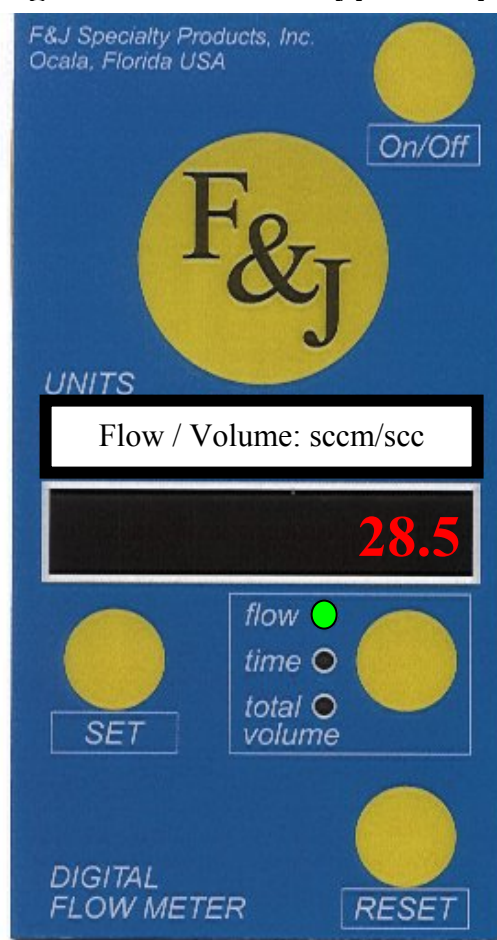 F&J Specialty Products, Inc.
Ocala, Florida USA
On/Off
F&J
UNITS
Flow / Volume: sccm/scc
28.5
flow
time
total
volume
SET
DIGITAL
FLOW METER
RESET